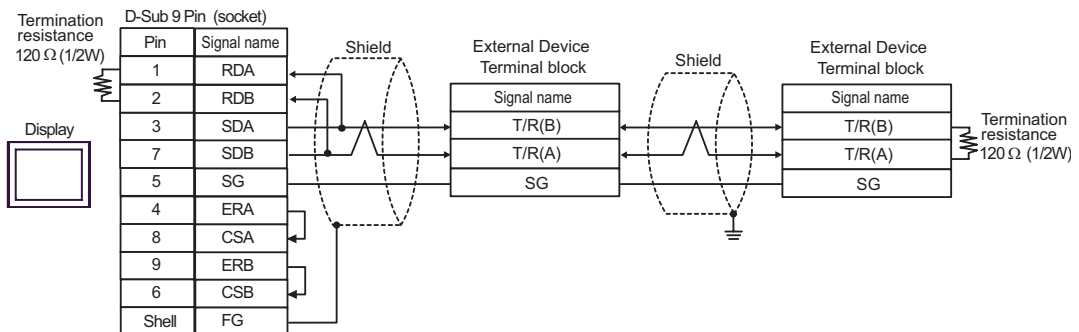 D-Sub 9 Pin (socket)
Termination
resistance
120 Ω (1/2W)
Display
Pin Signal name
1 RDA
2 RDB
3 SDA
7 SDB
5 SG
4 ERA
8 CSA
9 ERB
6 CSB
Shell FG
Shield
External Device
Terminal block
Signal name
T/R(B)
T/R(A)
SG
Shield
External Device
Terminal block
Signal name
T/R(B)
T/R(A)
SG
Termination
resistance
120 Ω (1/2W)